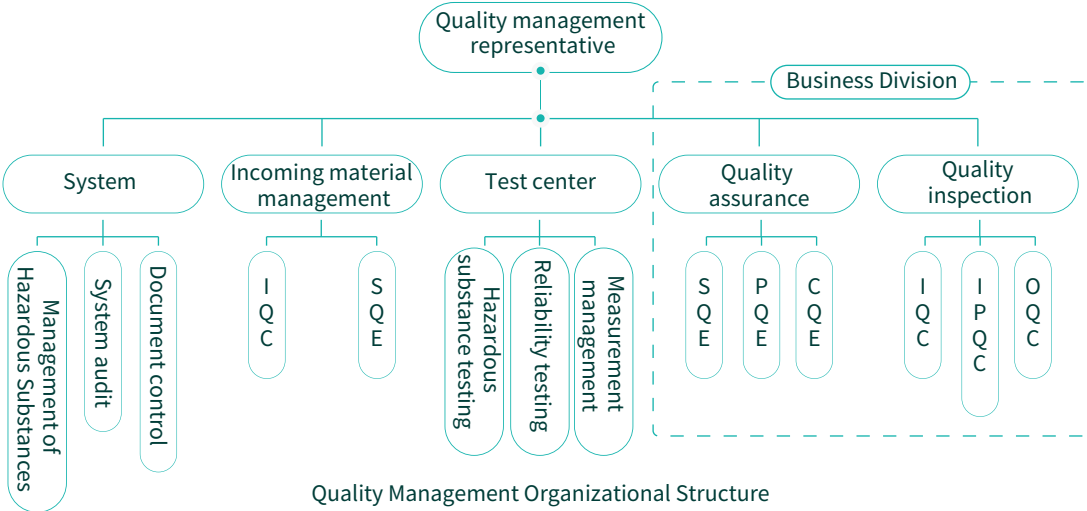 Quality management
representative
Business Division
System
Incoming material
management
Test center
Quality
assurance
Quality
inspection
Management of
Hazardous Substances
System audit
Document control
IQC
SQE
Hazardous
substance testing
Reliability testing
Measurement
management
SQE
PQE
CQE
IQC
IPQC
OQC
Quality Management Organizational Structure